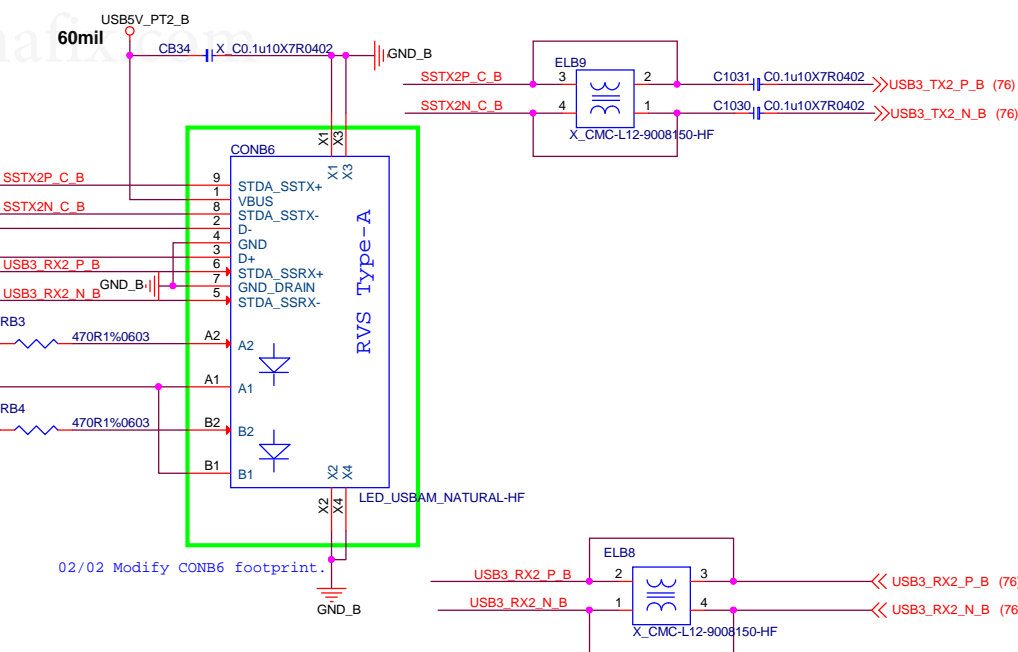 USB5V_PT2_B
60mil
CB34 X_C0.1u10X7R0402
GND_B
X1 X3
CONB6
X1 X3
SSTX2P_C_B 9 STDA_SSTX+
1 VBUS
SSTX2N_C_B 8 STDA_SSTX-
2 D-
4 GND
3 D+
USB3_RX2_P_B 6 STDA_SSRX+
GND_B 7 GND_DRAIN
USB3_RX2_N_B 5 STDA_SSRX-
RVS Type-A
RB3 470R1%0603 A2 A2
A1 A1
RB4 470R1%0603 B2 B2
B1 B1
X2 X4
X2 X4
LED_USBAM_NATURAL-HF
02/02 Modify CONB6 footprint.
GND_B
ELB9
SSTX2P_C_B 3 2 C1031 C0.1u10X7R0402 USB3_TX2_P_B (76)
SSTX2N_C_B 4 1 C1030 C0.1u10X7R0402 USB3_TX2_N_B (76)
X_CMC-L12-9008150-HF
ELB8
USB3_RX2_P_B 2 3 USB3_RX2_P_B (76
USB3_RX2_N_B 1 4 USB3_RX2_N_B (76
X_CMC-L12-9008150-HF